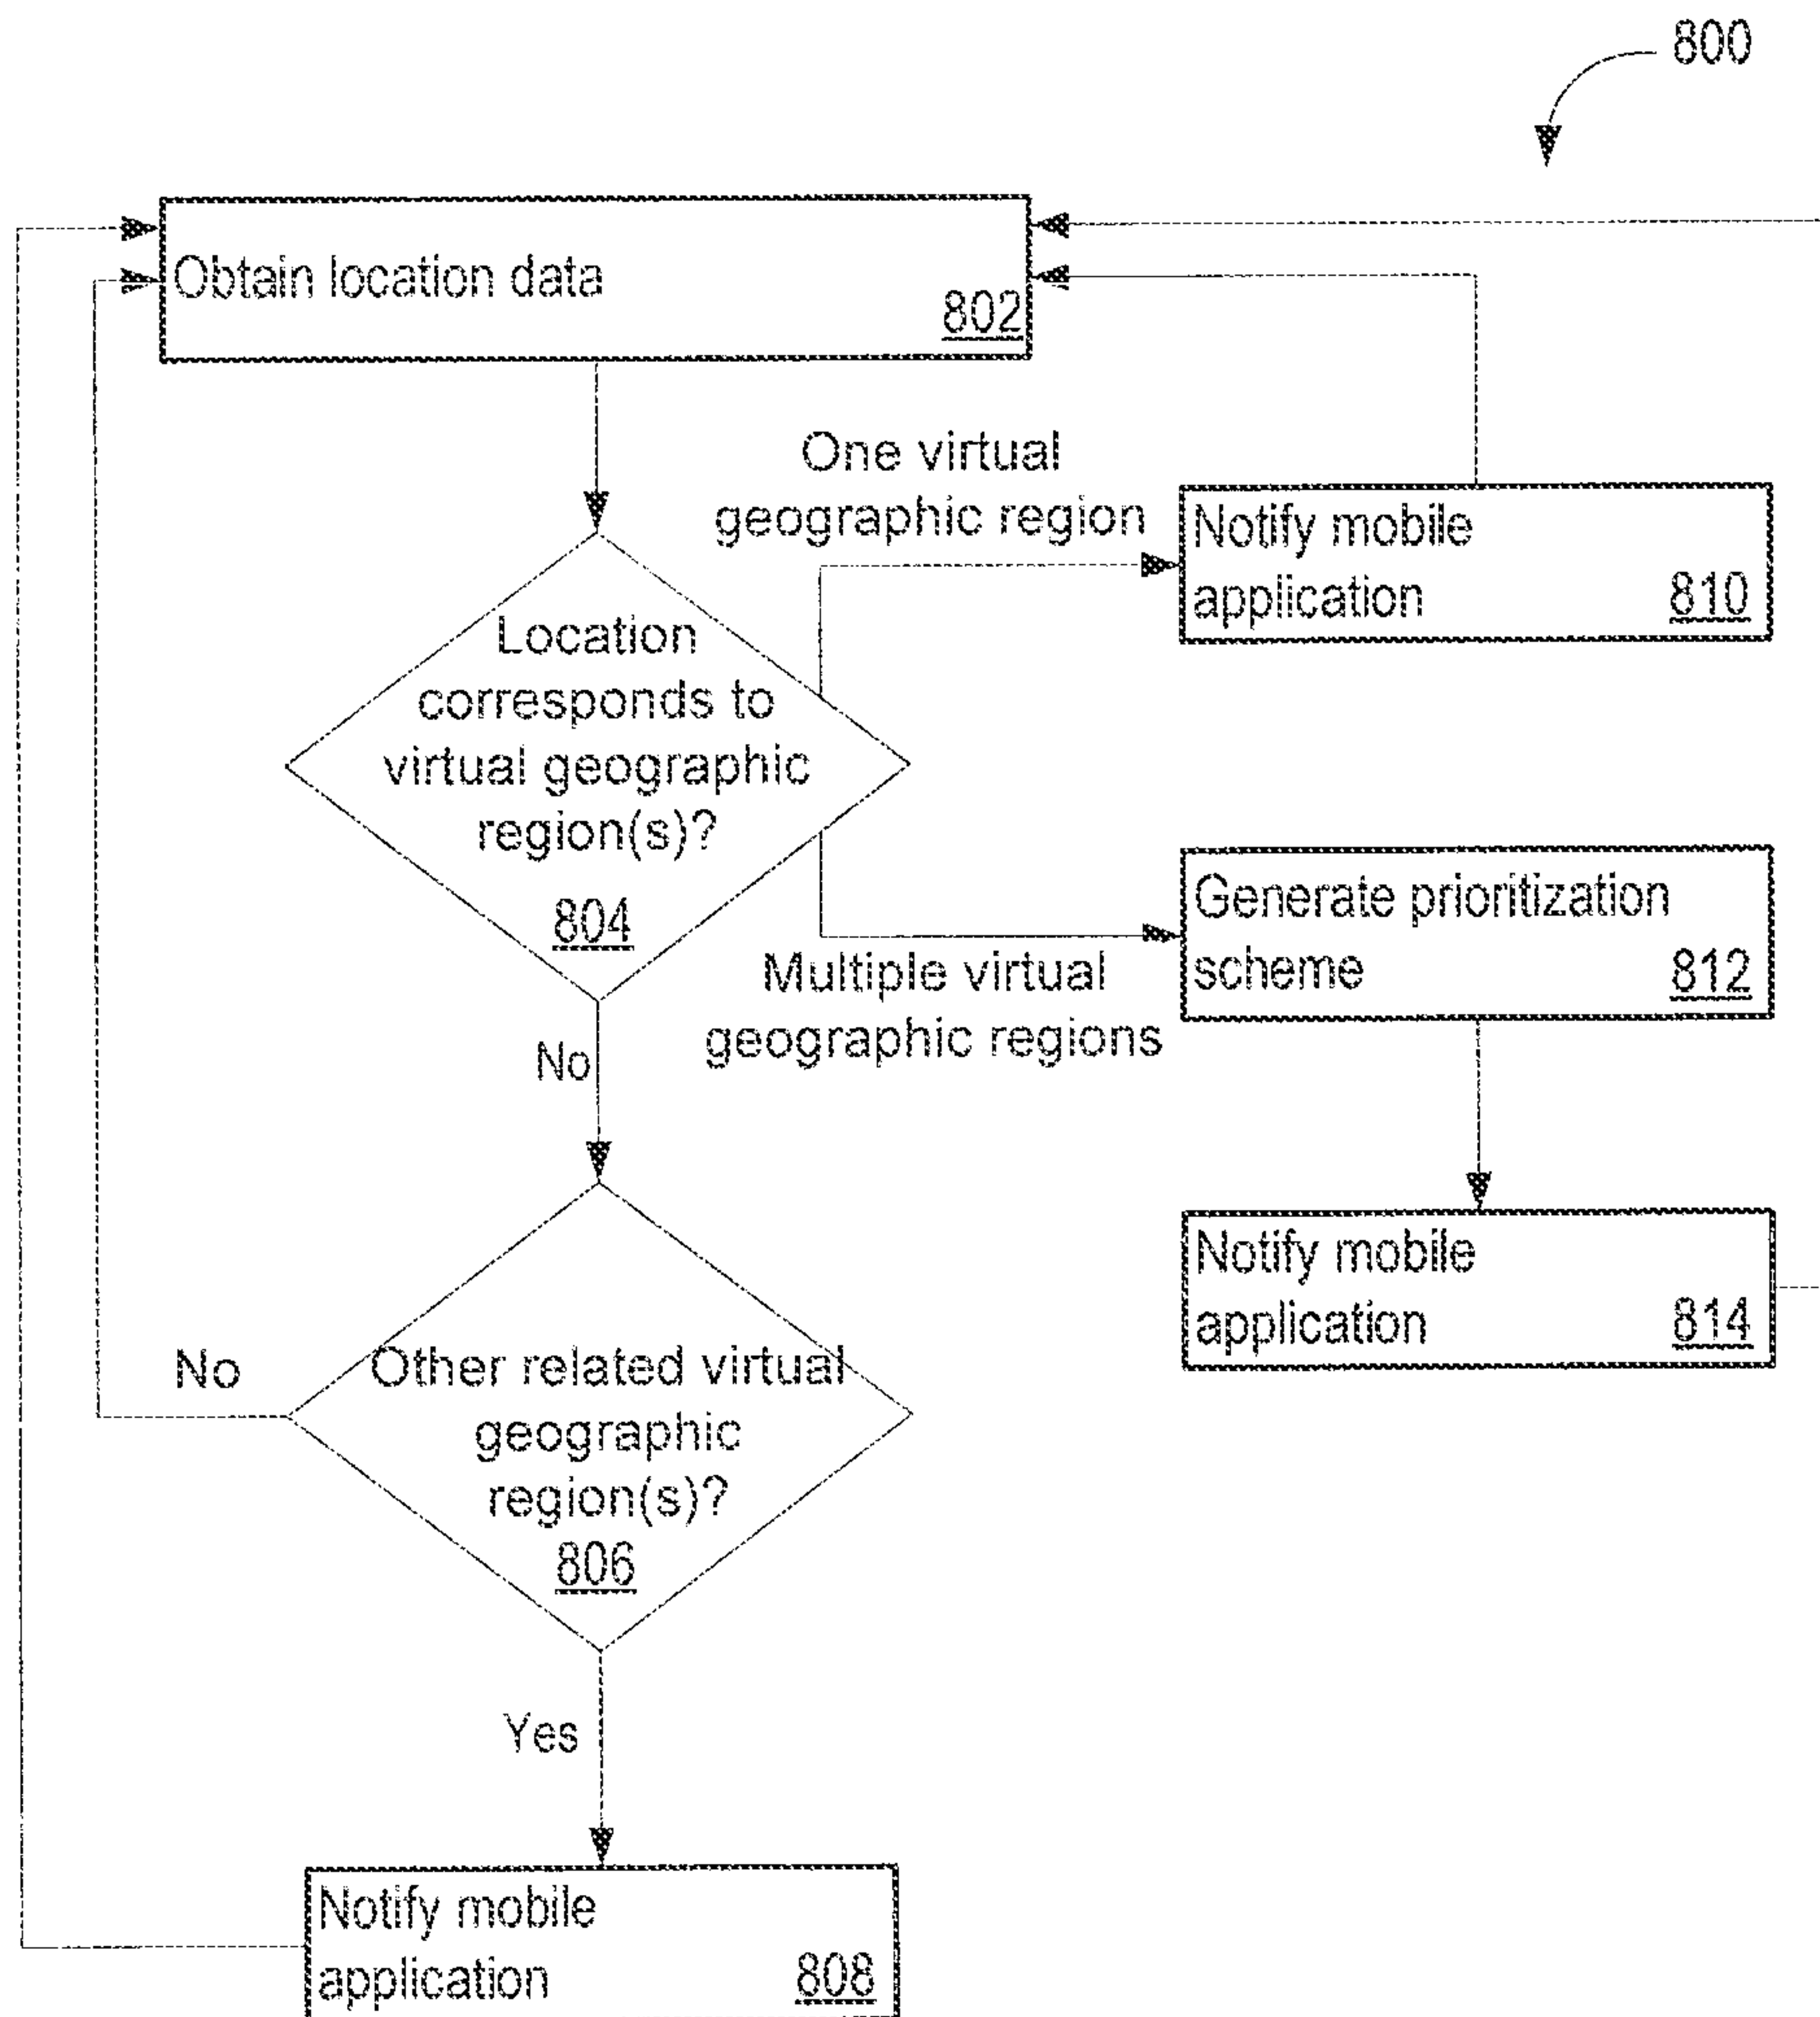 800
Obtain location data
802
One virtual
geographic region
Notify mobile
application
810
Location
corresponds to
virtual geographic
region(s)?
804
Generate prioritization
scheme
812
Multiple virtual
geographic regions
No
Notify mobile
application
814
No
Other related virtual
geographic
region(s)?
806
Yes
Notify mobile
application
808